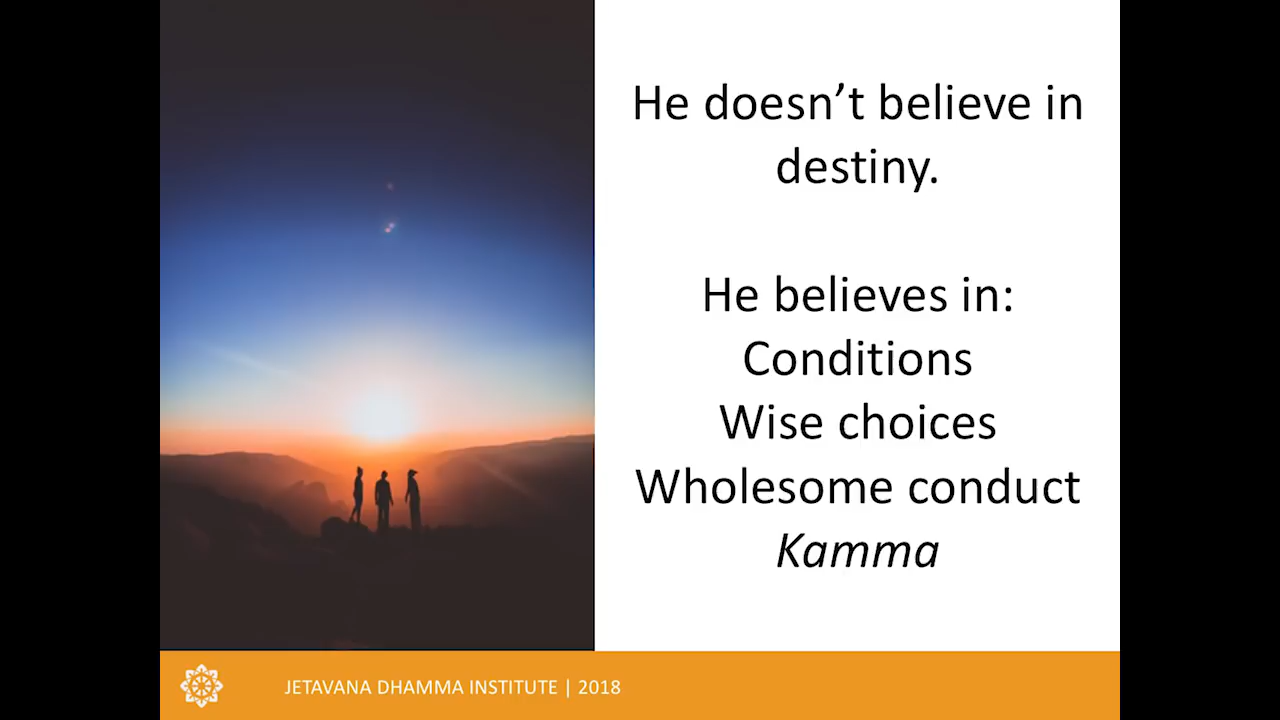 He doesn’t believe in
destiny.
He believes in:
Conditions
Wise choices
Wholesome conduct
Kamma
JETAVANA DHAMMA INSTITUTE | 2018